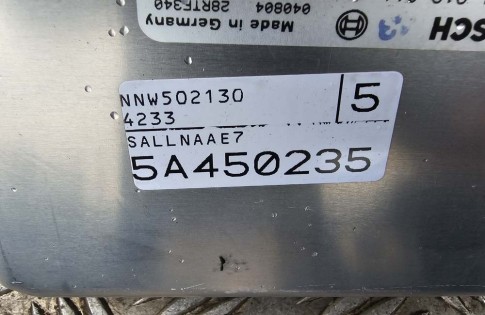 Made in Germany
040804 28RTE340
NNW502130
5
4233
SALLNAAE7
5A450235